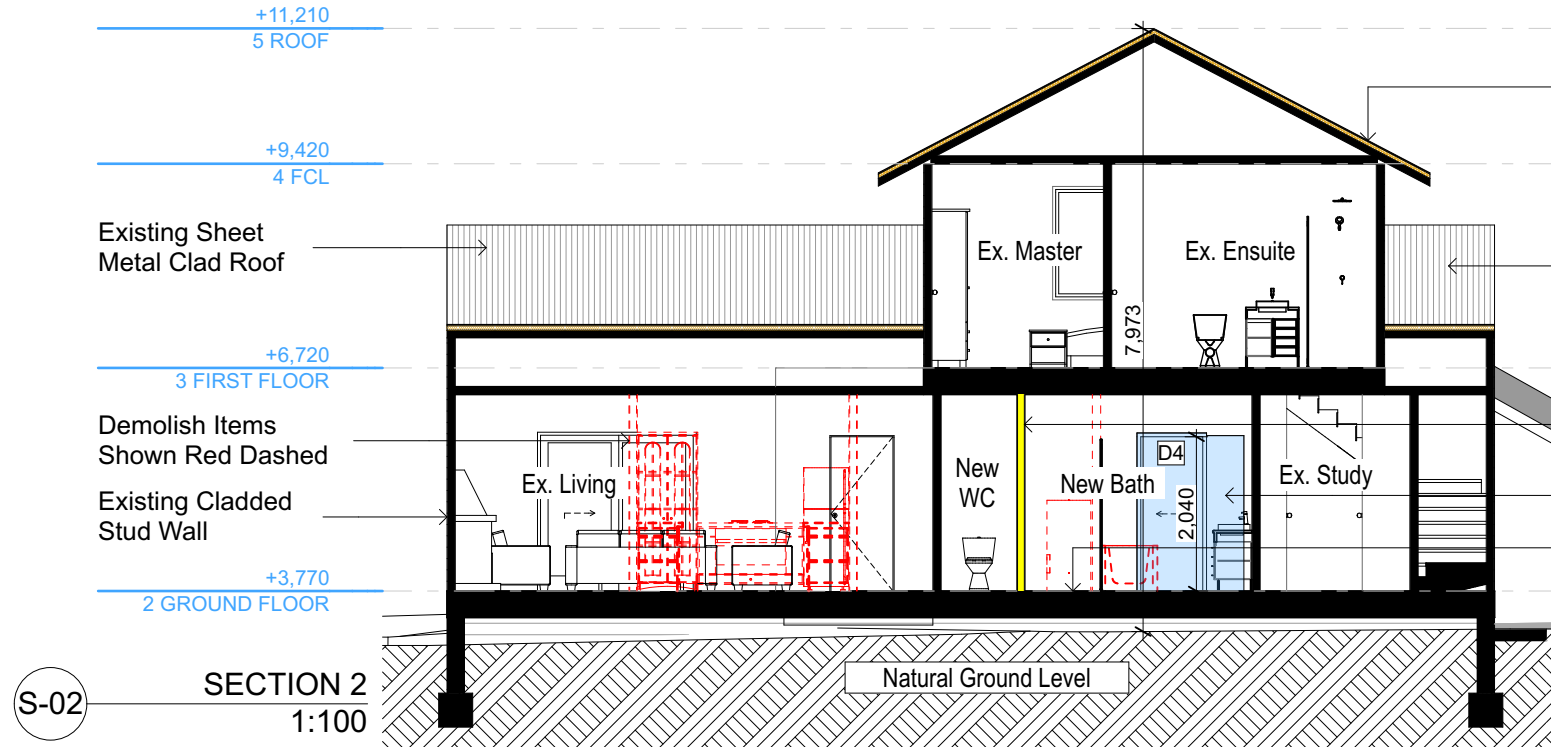 +11,210
5 ROOF
+9,420
4 FCL
Existing Sheet
Metal Clad Roof
Ex. Master
Ex. Ensuite
7,973
+6,720
3 FIRST FLOOR
Demolish Items
Shown Red Dashed
Existing Cladded
Stud Wall
Ex. Living
New
WC
New Bath
D4
2,040
Ex. Study
+3,770
2 GROUND FLOOR
Natural Ground Level
S-02
SECTION 2
1:100